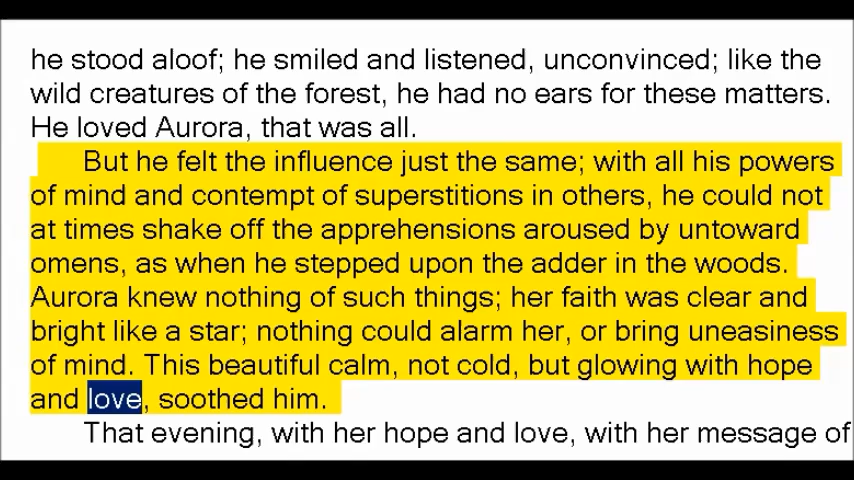 he stood aloof; he smiled and listened, unconvinced; like the
wild creatures of the forest, he had no ears for these matters.
He loved Aurora, that was all.
But he felt the influence just the same; with all his powers
of mind and contempt of superstitions in others, he could not
at times shake off the apprehensions aroused by untoward
omens, as when he stepped upon the adder in the woods.
Aurora knew nothing of such things; her faith was clear and
bright like a star; nothing could alarm her, or bring uneasiness
of mind. This beautiful calm, not cold, but glowing with hope
and love, soothed him.
That evening, with her hope and love, with her message of